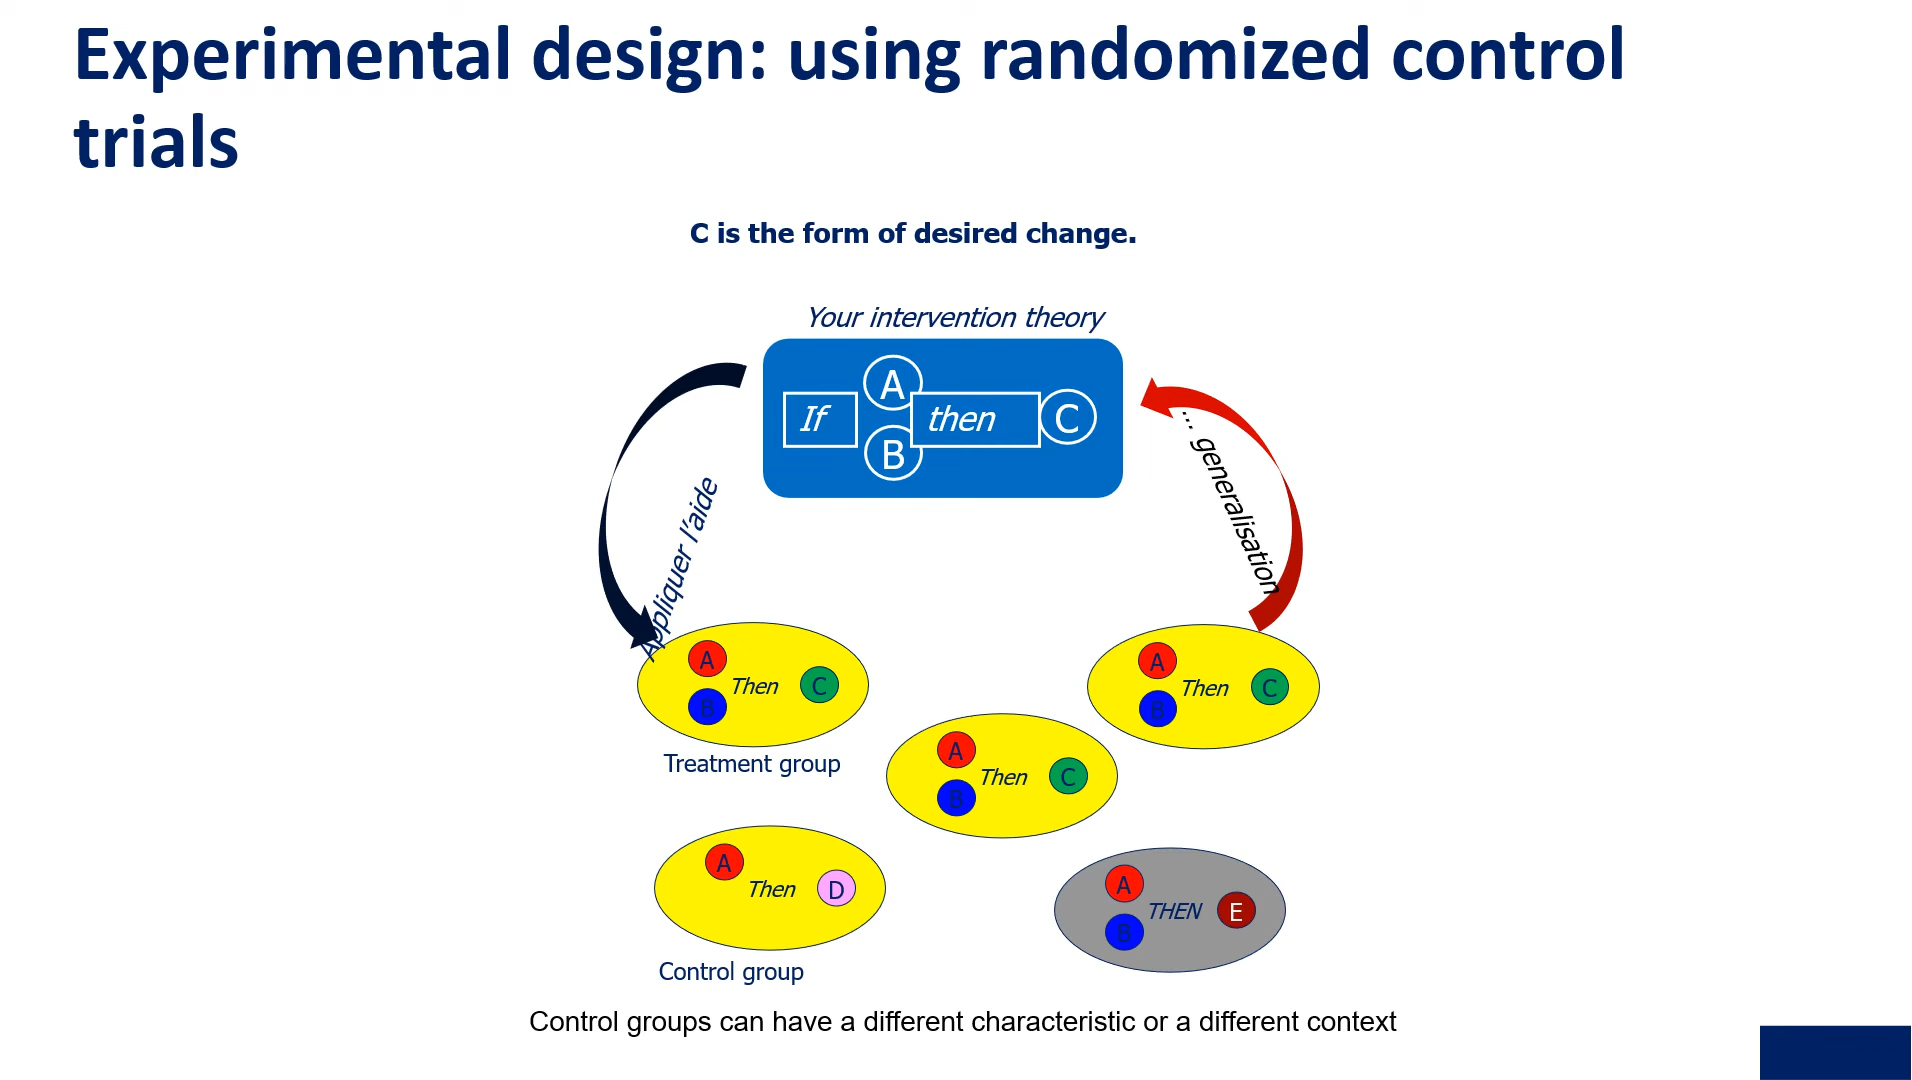 Experimental design: using randomized control
trials
C is the form of desired change.
Your intervention theory
If
A
B
then
C
Appliquer l'aide
... generalisation
A
B
Then
C
Treatment group
A
B
Then
C
A
B
Then
C
A
Then
D
Control group
A
B
THEN
E
Control groups can have a different characteristic or a different context